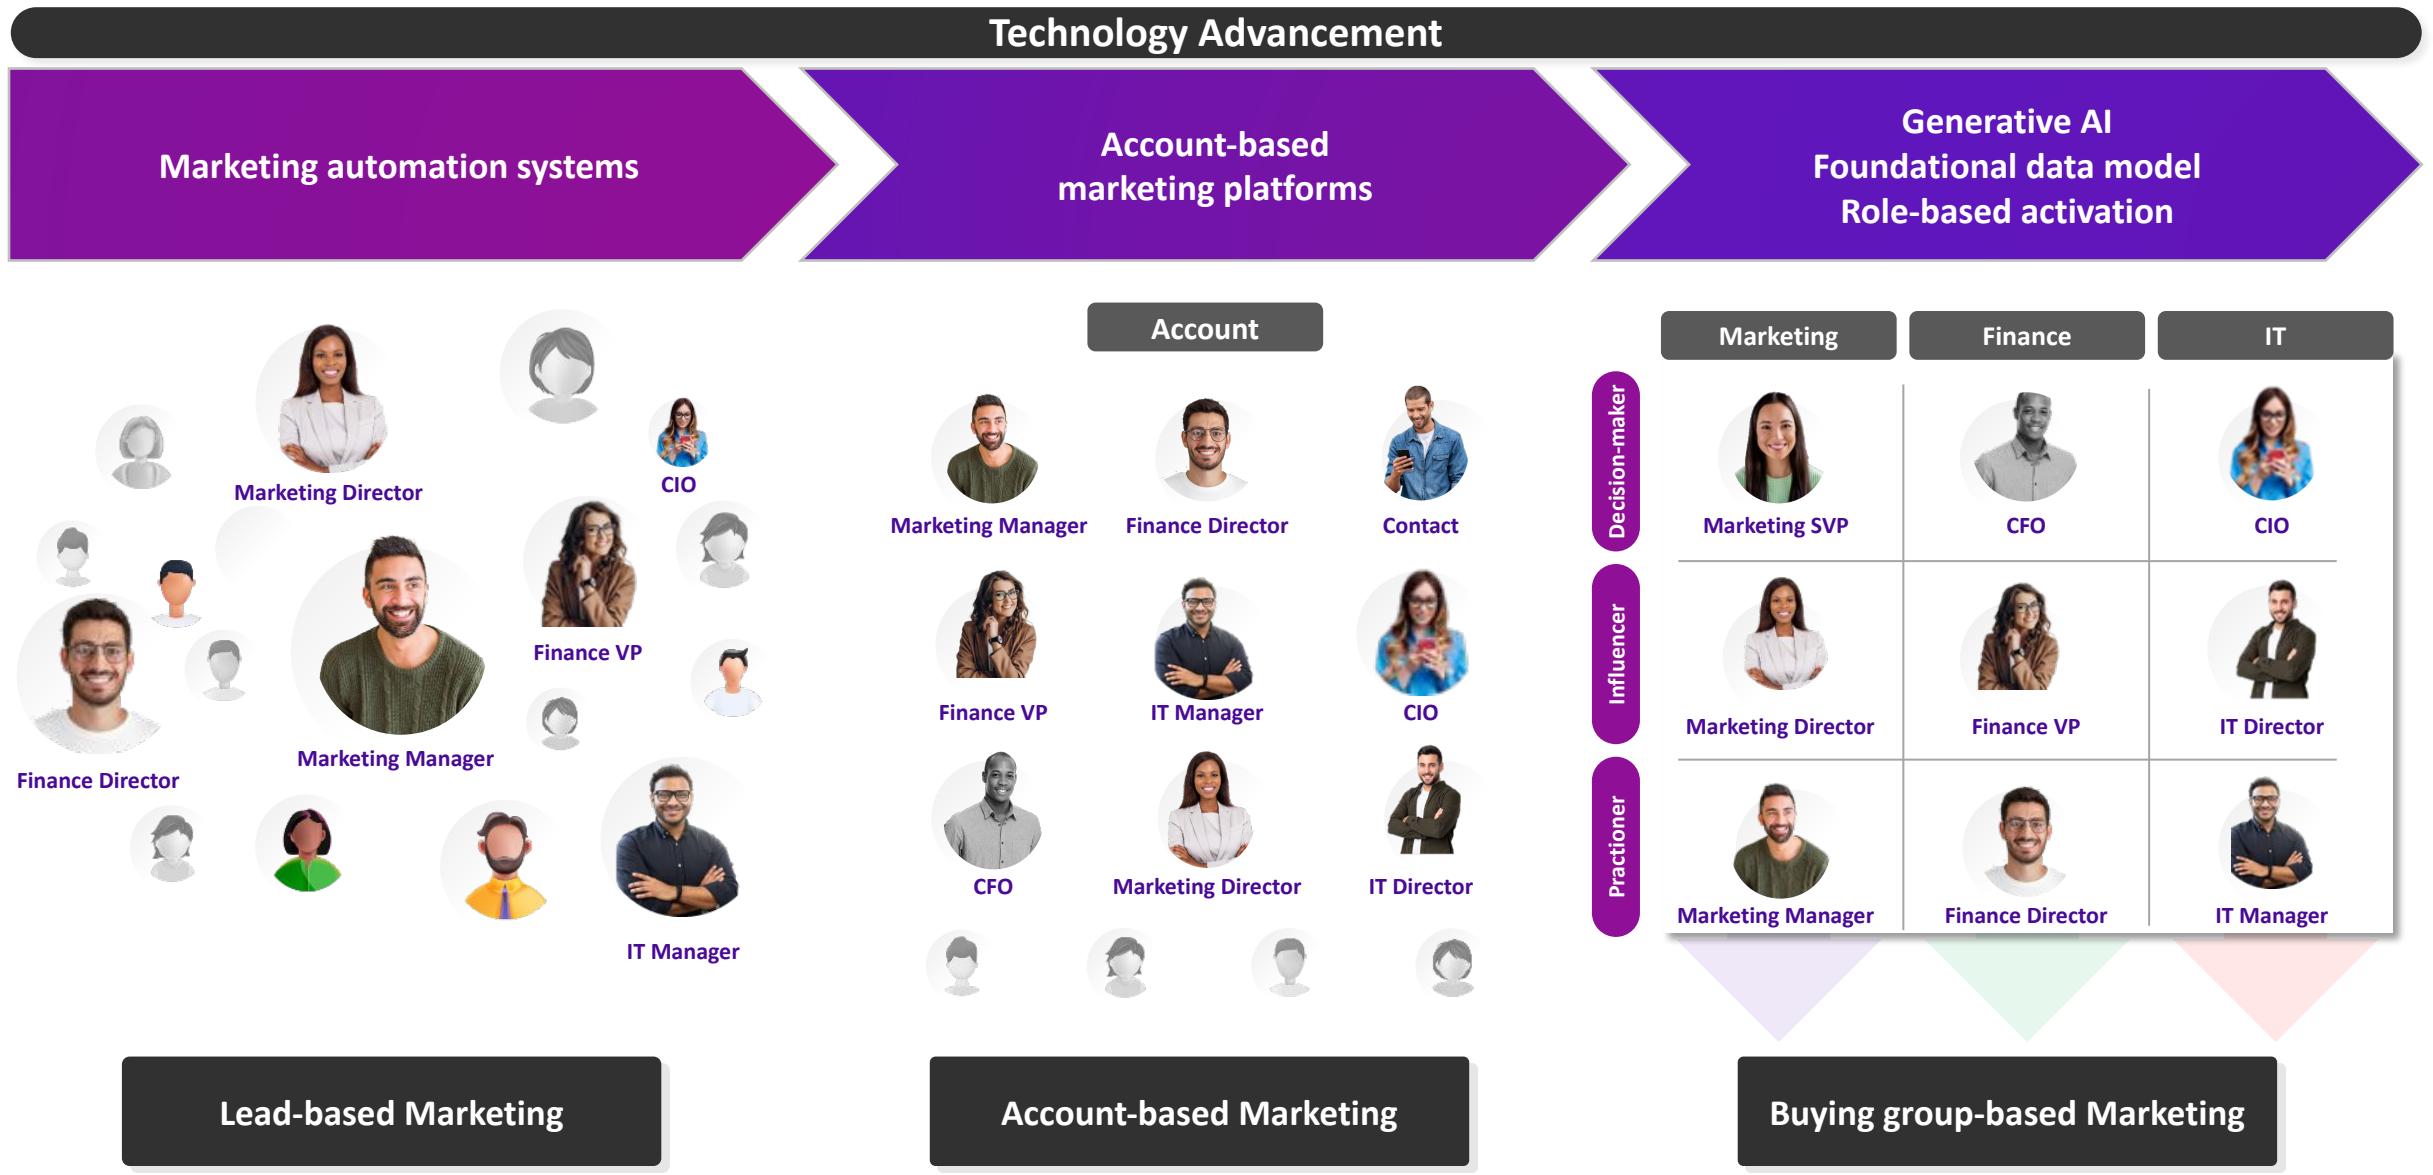 Technology Advancement
Marketing automation systems
Account-based
marketing platforms
Generative AI
Foundational data model
Role-based activation
Marketing Director
CIO
Finance VP
Marketing Manager
Finance Director
IT Manager
Lead-based Marketing
Account
Marketing Manager
Finance Director
Contact
Finance VP
IT Manager
CIO
CFO
Marketing Director
IT Director
Account-based Marketing
Marketing
Finance
IT
Decision-maker
Marketing SVP
CFO
CIO
Influencer
Marketing Director
Finance VP
IT Director
Practioner
Marketing Manager
Finance Director
IT Manager
Buying group-based Marketing